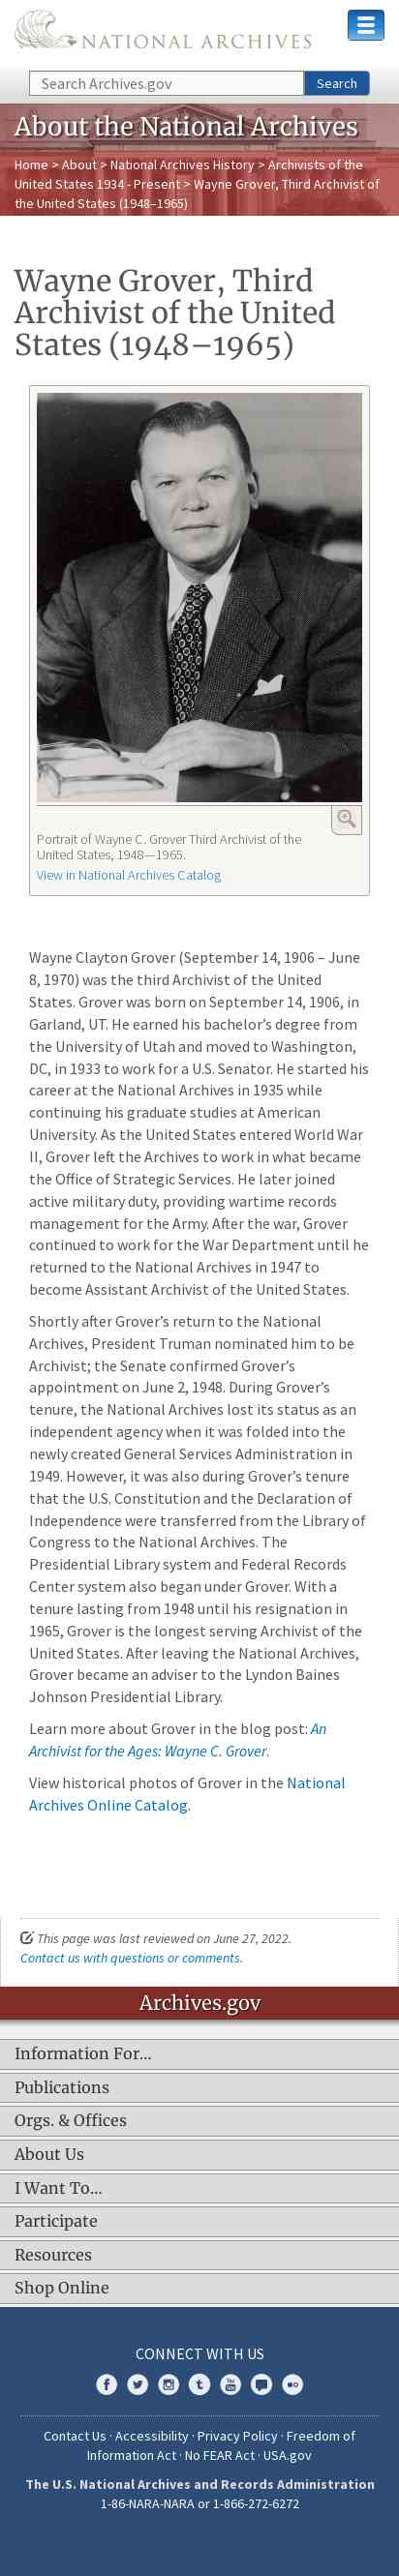 NATIONAL ARCHIVES
Search Archives.gov
Search
About the National Archives
Home > About > National Archives History > Archivists of the
United States 1934 - Present > Wayne Grover, Third Archivist of
the United States (1948–1965)
Wayne Grover, Third
Archivist of the United
States (1948–1965)
Portrait of Wayne C. Grover Third Archivist of the
United States, 1948—1965.
View in National Archives Catalog
Wayne Clayton Grover (September 14, 1906 – June
8, 1970) was the third Archivist of the United
States. Grover was born on September 14, 1906, in
Garland, UT. He earned his bachelor’s degree from
the University of Utah and moved to Washington,
DC, in 1933 to work for a U.S. Senator. He started his
career at the National Archives in 1935 while
continuing his graduate studies at American
University. As the United States entered World War
II, Grover left the Archives to work in what became
the Office of Strategic Services. He later joined
active military duty, providing wartime records
management for the Army. After the war, Grover
continued to work for the War Department until he
returned to the National Archives in 1947 to
become Assistant Archivist of the United States.
Shortly after Grover’s return to the National
Archives, President Truman nominated him to be
Archivist; the Senate confirmed Grover’s
appointment on June 2, 1948. During Grover’s
tenure, the National Archives lost its status as an
independent agency when it was folded into the
newly created General Services Administration in
1949. However, it was also during Grover’s tenure
that the U.S. Constitution and the Declaration of
Independence were transferred from the Library of
Congress to the National Archives. The
Presidential Library system and Federal Records
Center system also began under Grover. With a
tenure lasting from 1948 until his resignation in
1965, Grover is the longest serving Archivist of the
United States. After leaving the National Archives,
Grover became an adviser to the Lyndon Baines
Johnson Presidential Library.
Learn more about Grover in the blog post: An
Archivist for the Ages: Wayne C. Grover.
View historical photos of Grover in the National
Archives Online Catalog.
This page was last reviewed on June 27, 2022.
Contact us with questions or comments.
Archives.gov
Information For…
Publications
Orgs. & Offices
About Us
I Want To…
Participate
Resources
Shop Online
CONNECT WITH US
Contact Us · Accessibility · Privacy Policy · Freedom of
Information Act · No FEAR Act · USA.gov
The U.S. National Archives and Records Administration
1-86-NARA-NARA or 1-866-272-6272